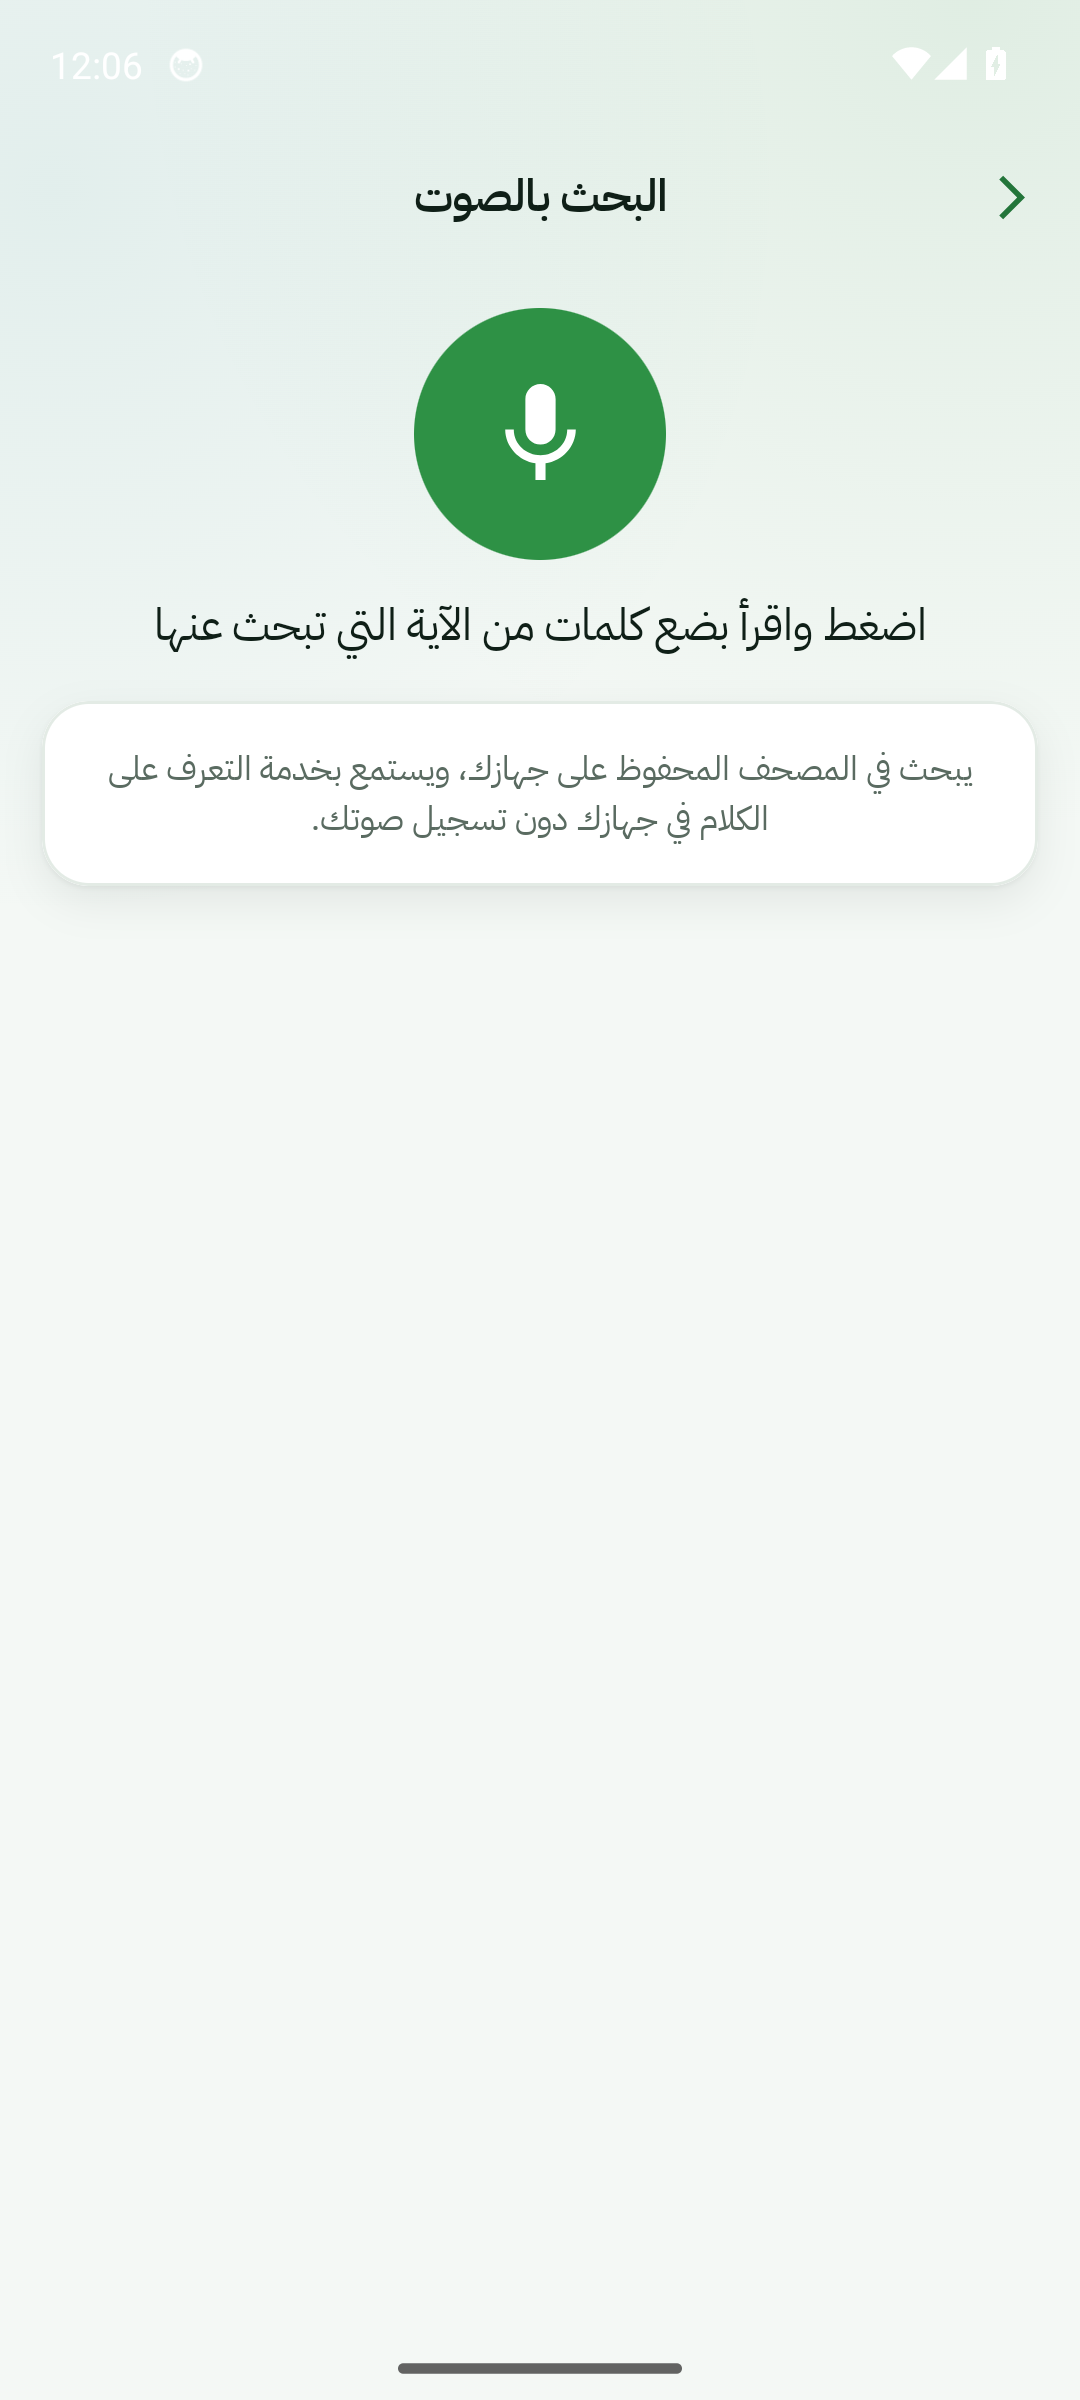 12:06
البحث بالصوت
اضغط واقرأ بضع كلمات من الآية التي تبحث عنها
يبحث في المصحف المحفوظ على جهازك، ويستمع بخدمة التعرف على
الكلام في جهازك دون تسجيل صوتك.